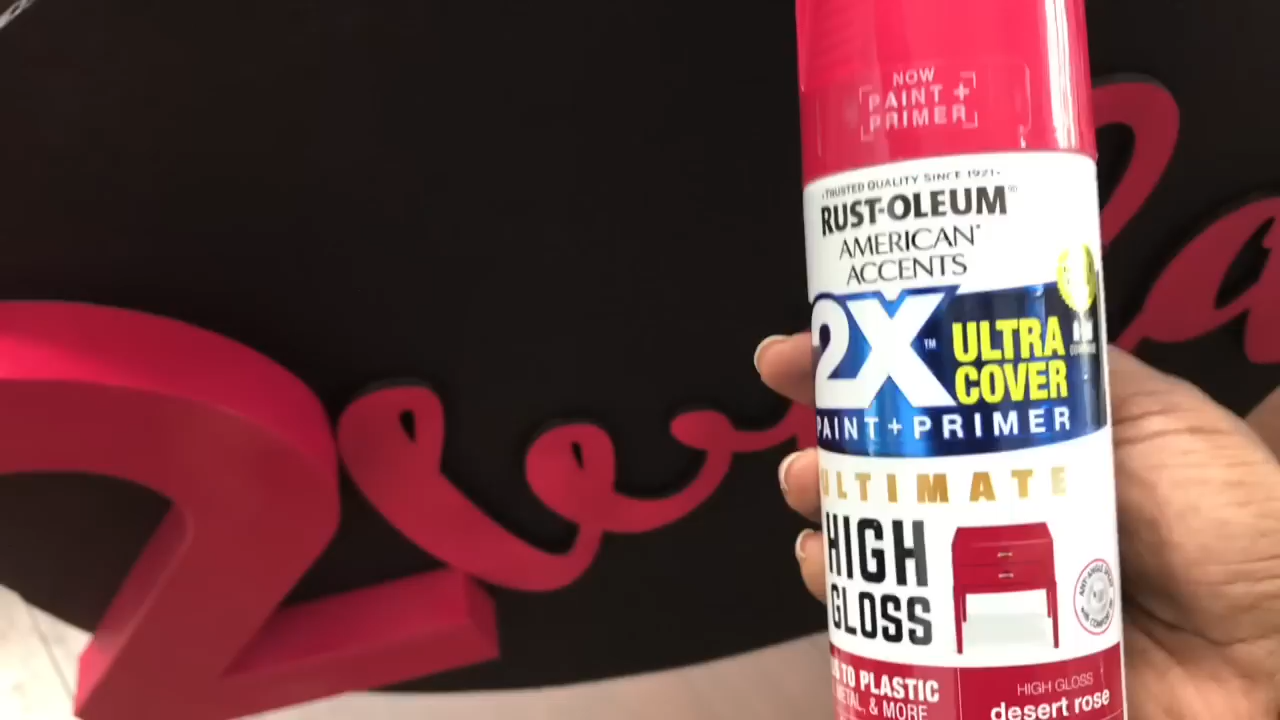 NOW
PAINT +
PRIMER
TRUSTED QUALITY SINCE 1921
RUST-OLEUM®
AMERICAN
ACCENTS
2X™ ULTRA
COVER
PAINT+PRIMER
ULTIMATE
HIGH
GLOSS
TO PLASTIC
METAL, & MORE
HIGH GLOSS
desert rose